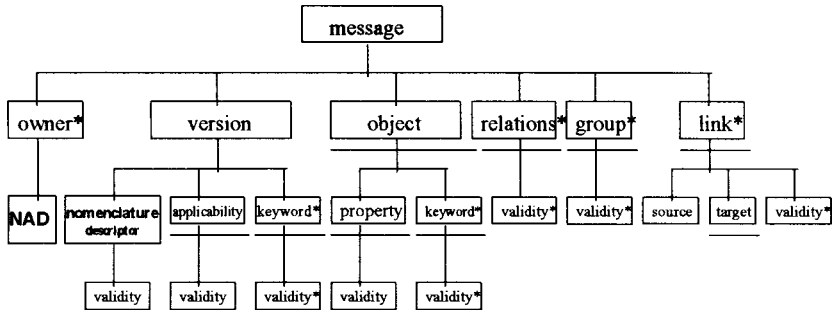 message
owner* version object relations* group* link*
NAD nomenclature applicability keyword* property keyword* validity* validity* source target validity*
descriptor
validity validity validity* validity validity*